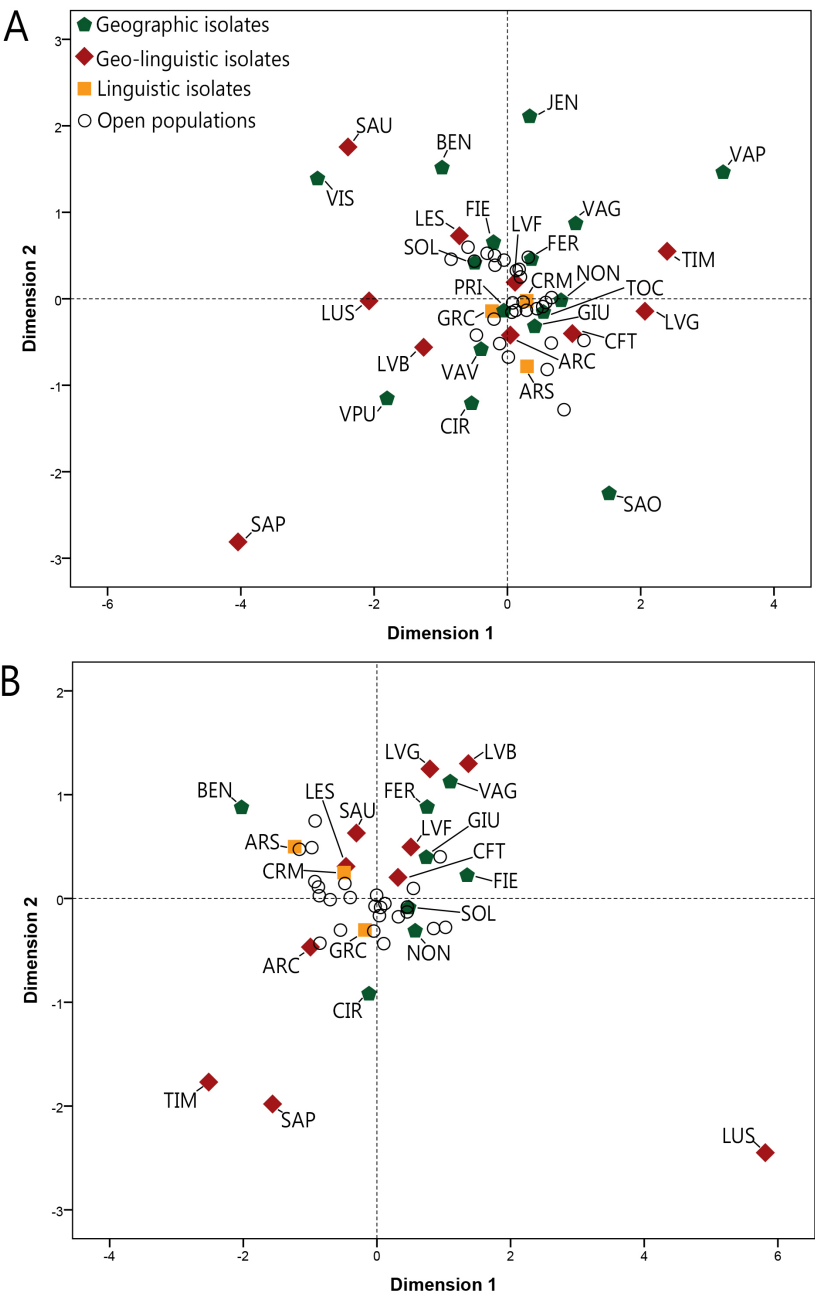 A
Geographic isolates
Geo-linguistic isolates
Linguistic isolates
Open populations
JEN
SAU
BEN
VAP
VIS
FIE
VAG
LES
LVF
SOL
FER
TIM
PRI
CRM
NON
TOC
LUS
GRC
GIU
LVG
CFT
LVB
VAV
ARC
ARS
VPU
CIR
SAO
SAP
3
2
1
0
-1
-2
-3
Dimension 2
-6
-4
-2
0
2
4
Dimension 1
B
LVG
LVB
BEN
LES
FER
VAG
SAU
GIU
ARS
LVF
CFT
CRM
FIE
SOL
GRC
NON
ARC
CIR
TIM
SAP
LUS
2
1
0
-1
-2
-3
Dimension 2
-4
-2
0
2
4
6
Dimension 1